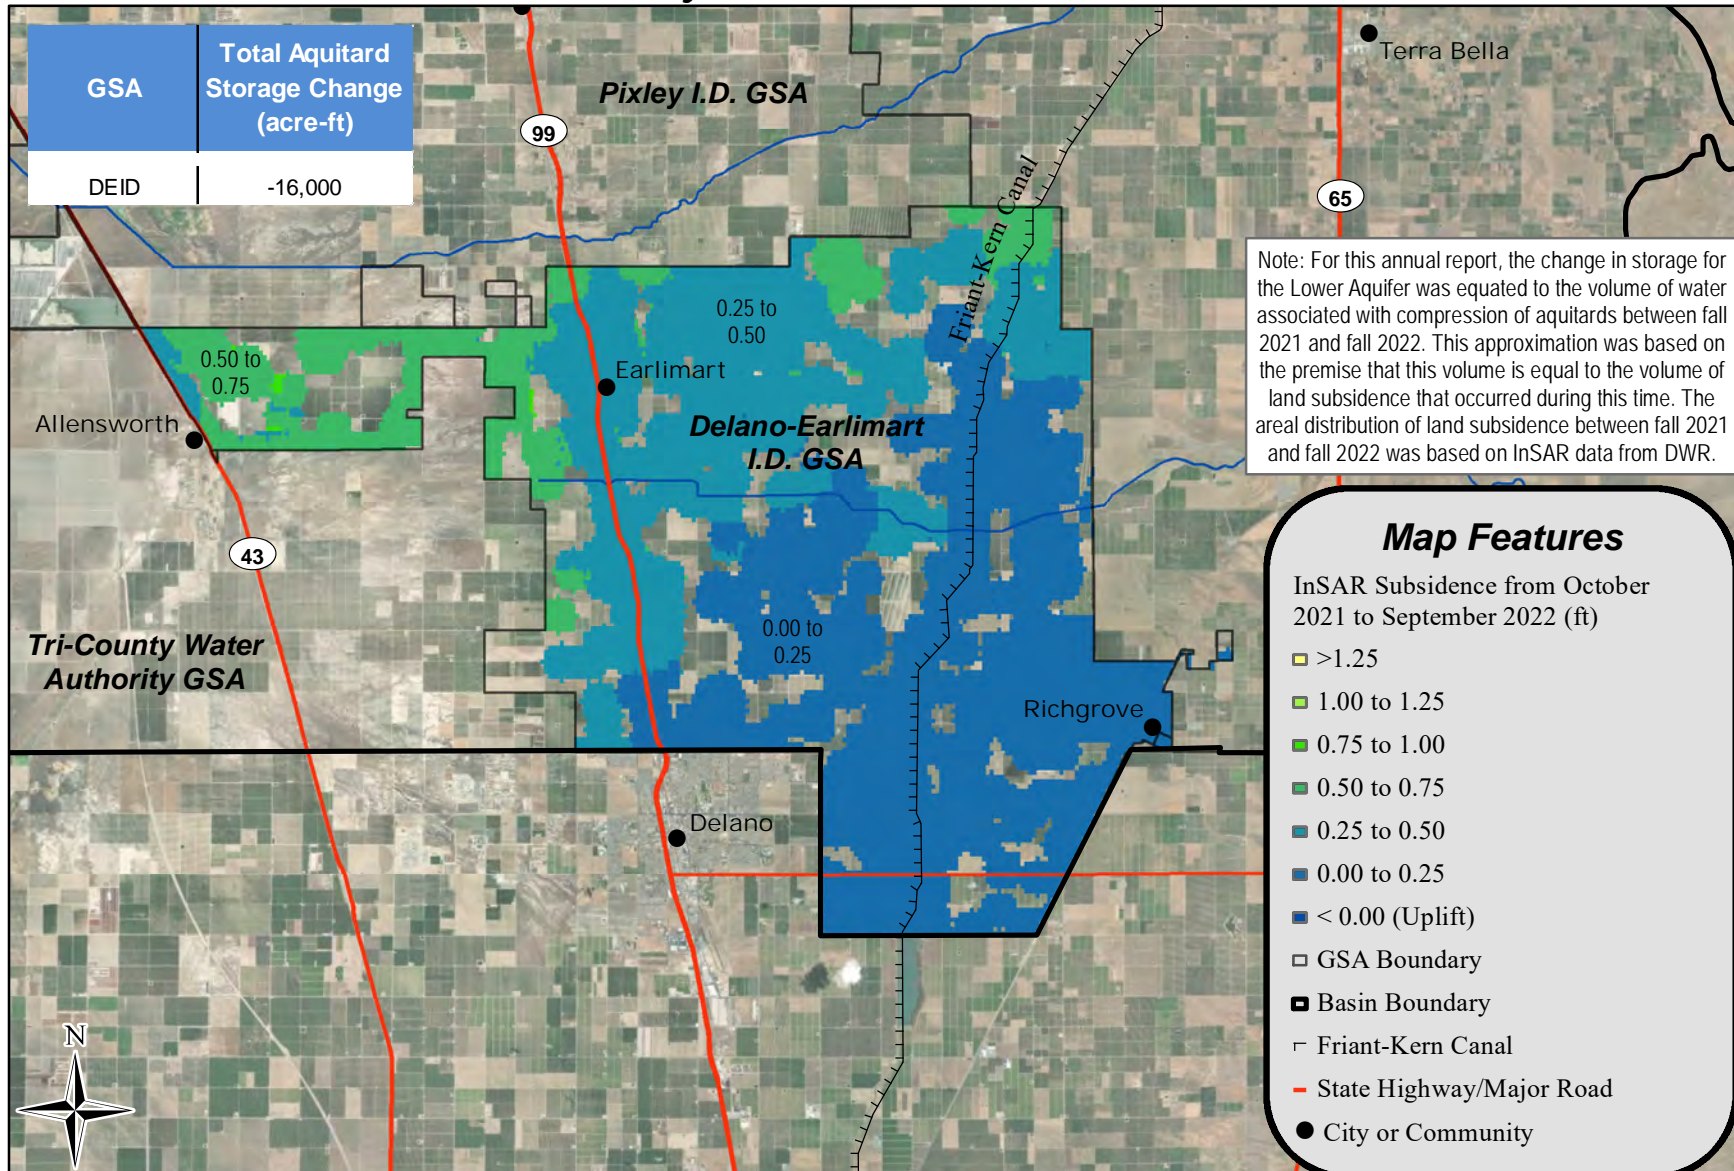 GSA
Total Aquitard
Storage Change
(acre-ft)
DEID
-16,000
Pixley I.D. GSA
99
Terra Bella
65
Friant-Kern Canal
Note: For this annual report, the change in storage for
the Lower Aquifer was equated to the volume of water
associated with compression of aquitards between fall
2021 and fall 2022. This approximation was based on
the premise that this volume is equal to the volume of
land subsidence that occurred during this time. The
areal distribution of land subsidence between fall 2021
and fall 2022 was based on InSAR data from DWR.
0.25 to
0.50
0.50 to
0.75
Earlimart
Allensworth
Delano-Earlimart
I.D. GSA
43
Tri-County Water
Authority GSA
0.00 to
0.25
Richgrove
Delano
N
Map Features
InSAR Subsidence from October
2021 to September 2022 (ft)
>1.25
1.00 to 1.25
0.75 to 1.00
0.50 to 0.75
0.25 to 0.50
0.00 to 0.25
< 0.00 (Uplift)
GSA Boundary
Basin Boundary
Friant-Kern Canal
State Highway/Major Road
City or Community